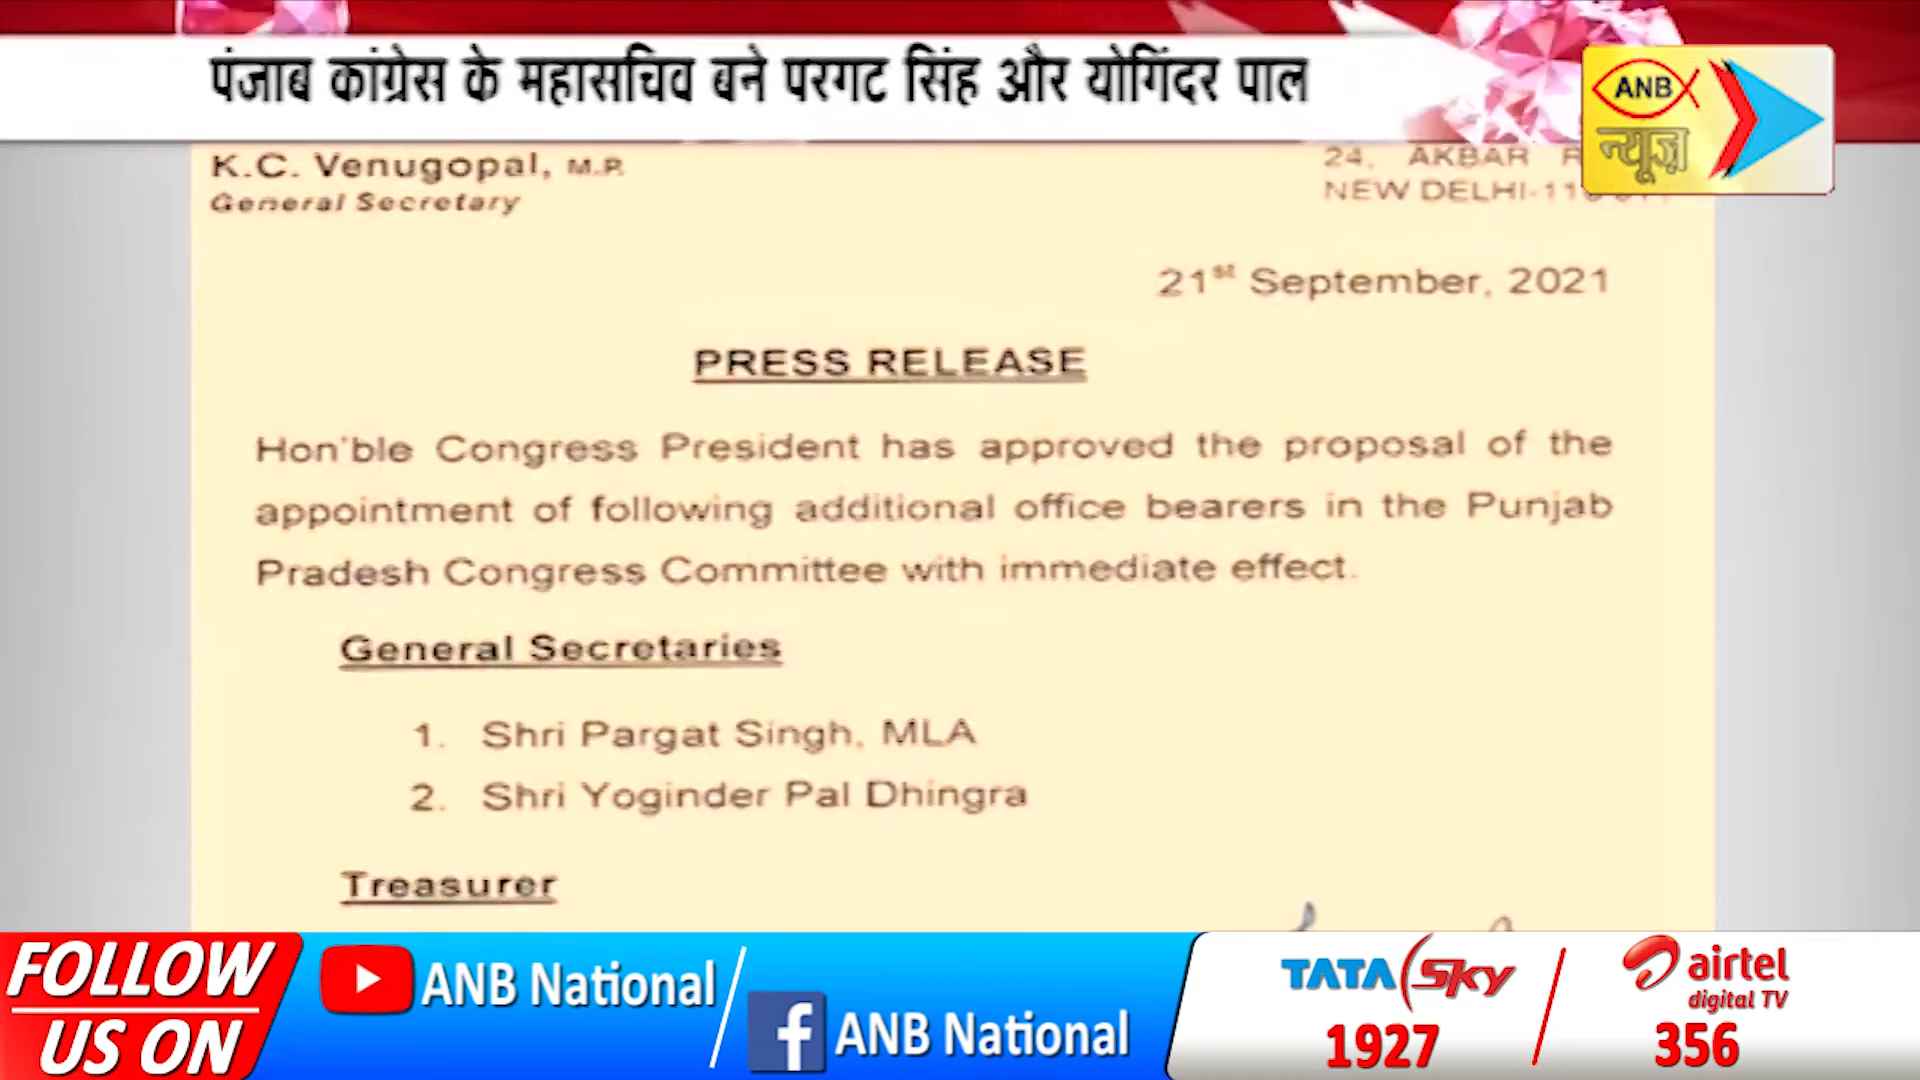 पंजाब कांग्रेस के महासचिव बने परगट सिंह और योगिंदर पाल
ANB
न्यूज़
K.C. Venugopal, M.P.
General Secretary
24, AKBAR
NEW DELHI-11
21st September, 2021
PRESS RELEASE
Hon'ble Congress President has approved the proposal of the
appointment of following additional office bearers in the Punjab
Pradesh Congress Committee with immediate effect.
General Secretaries
1. Shri Pargat Singh, MLA
2. Shri Yoginder Pal Dhingra
Treasurer
FOLLOW
US ON
ANB National
f ANB National
TATA Sky
1927
airtel
digital TV
356